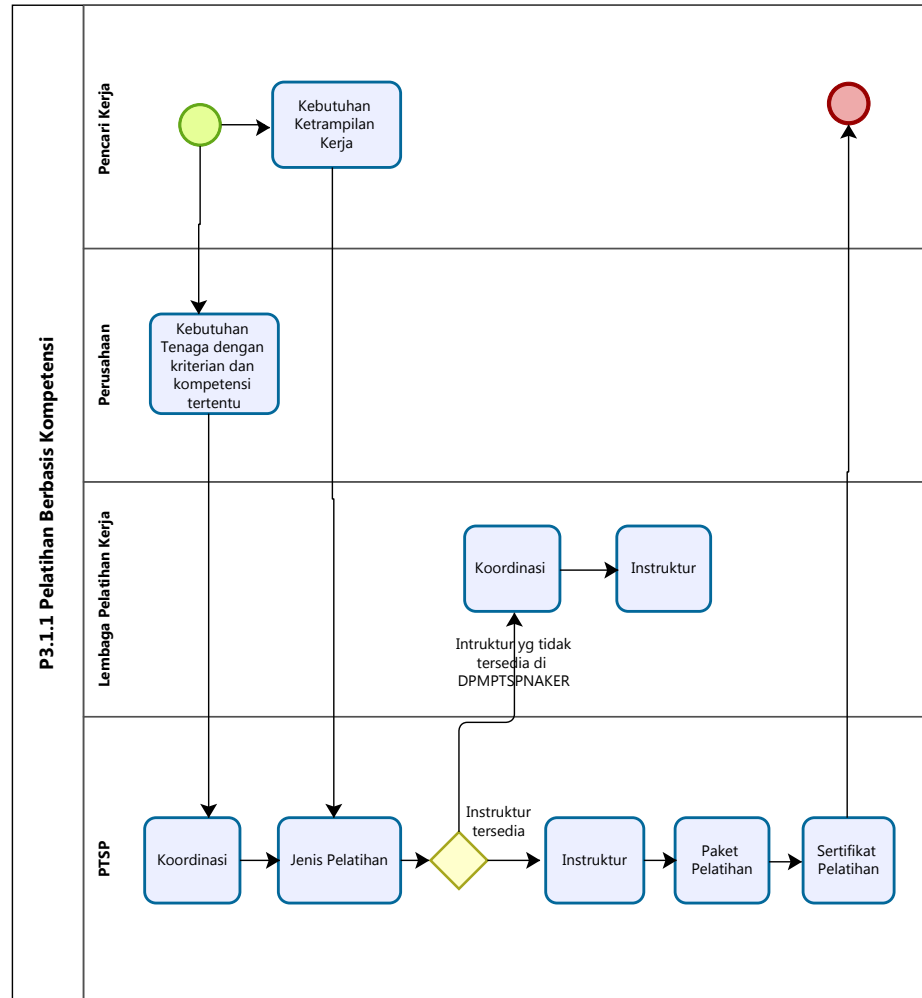 P3.1.1 Pelatihan Berbasis Kompetensi
Pencari Kerja
Kebutuhan
Ketrampilan
Kerja
Perusahaan
Kebutuhan
Tenaga dengan
kriterian dan
kompetensi
tertentu
Lembaga Pelatihan Kerja
Koordinasi
Instruktur
Intruktur yg tidak
tersedia di
DPMPTSPNAKER
PTSP
Koordinasi
Jenis Pelatihan
Instruktur
tersedia
Instruktur
Paket
Pelatihan
Sertifikat
Pelatihan